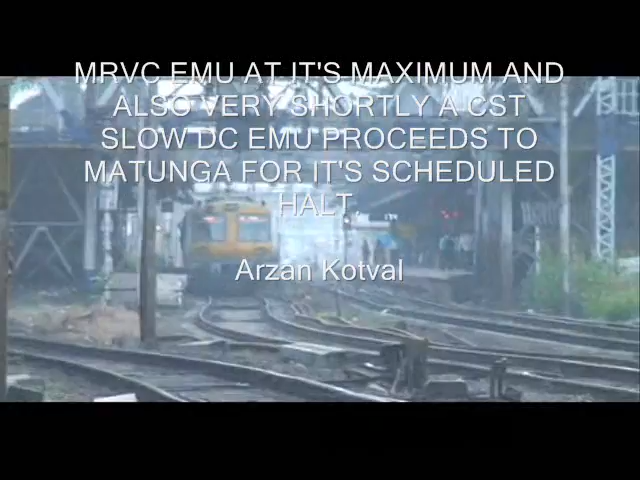 MRVC EMU AT IT'S MAXIMUM AND
ALSO VERY SHORTLY A CST
SLOW DC EMU PROCEEDS TO
MATUNGA FOR IT'S SCHEDULED
HALT.
Arzan Kotval